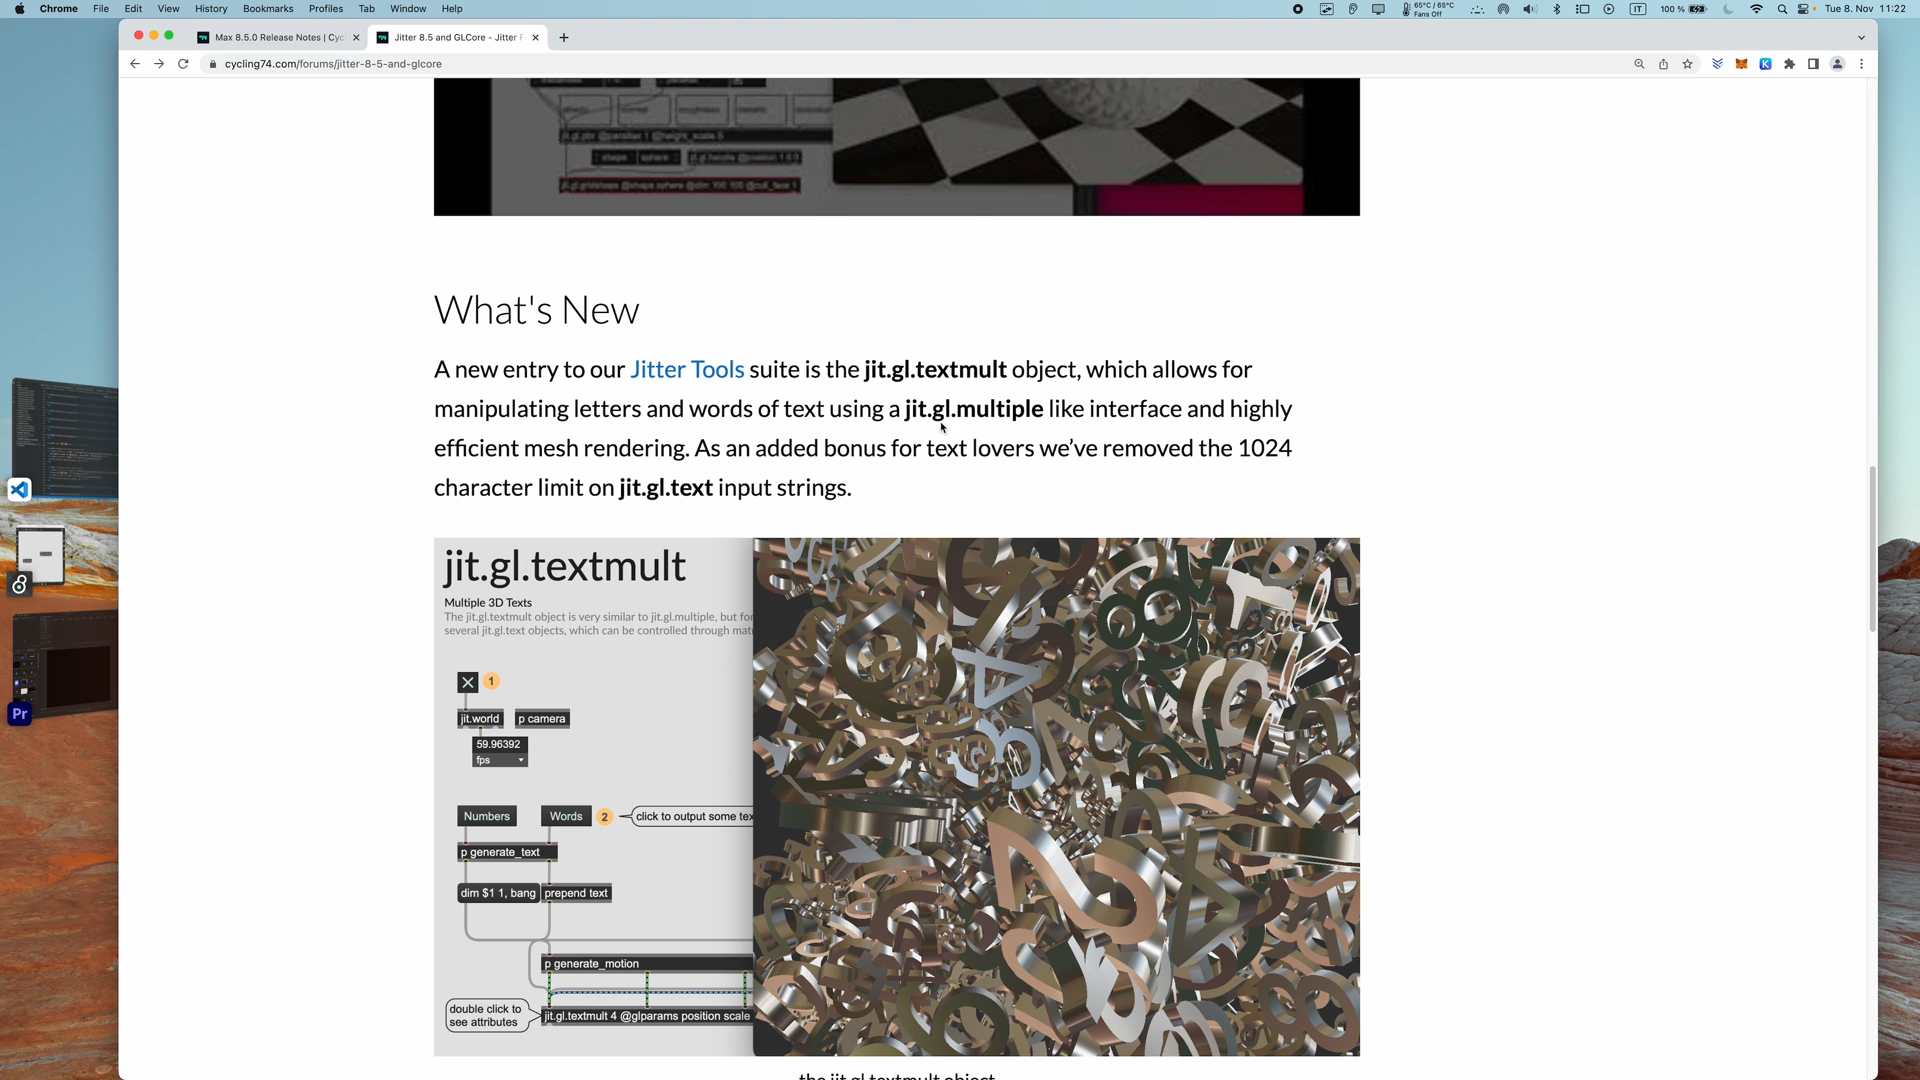 Chrome File Edit View History Bookmarks Profiles Tab Window Help
65°C / 65°C
Fans Off
IT
100 %
Tue 8. Nov 11:22
Max 8.5.0 Release Notes | Cyc
Jitter 8.5 and GLCore - Jitter F
cycling74.com/forums/jitter-8-5-and-glcore
What's New
A new entry to our Jitter Tools suite is the jit.gl.textmult object, which allows for
manipulating letters and words of text using a jit.gl.multiple like interface and highly
efficient mesh rendering. As an added bonus for text lovers we’ve removed the 1024
character limit on jit.gl.text input strings.
jit.gl.textmult
Multiple 3D Texts
The jit.gl.textmult object is very similar to jit.gl.multiple, but for
several jit.gl.text objects, which can be controlled through mat
1
jit.world p camera
59.96392
fps
Numbers Words 2 click to output some tex
p generate_text
dim $1 1, bang prepend text
p generate_motion
double click to
see attributes
jit.gl.textmult 4 @glparams position scale
the jit.gl.textmult object
Pr